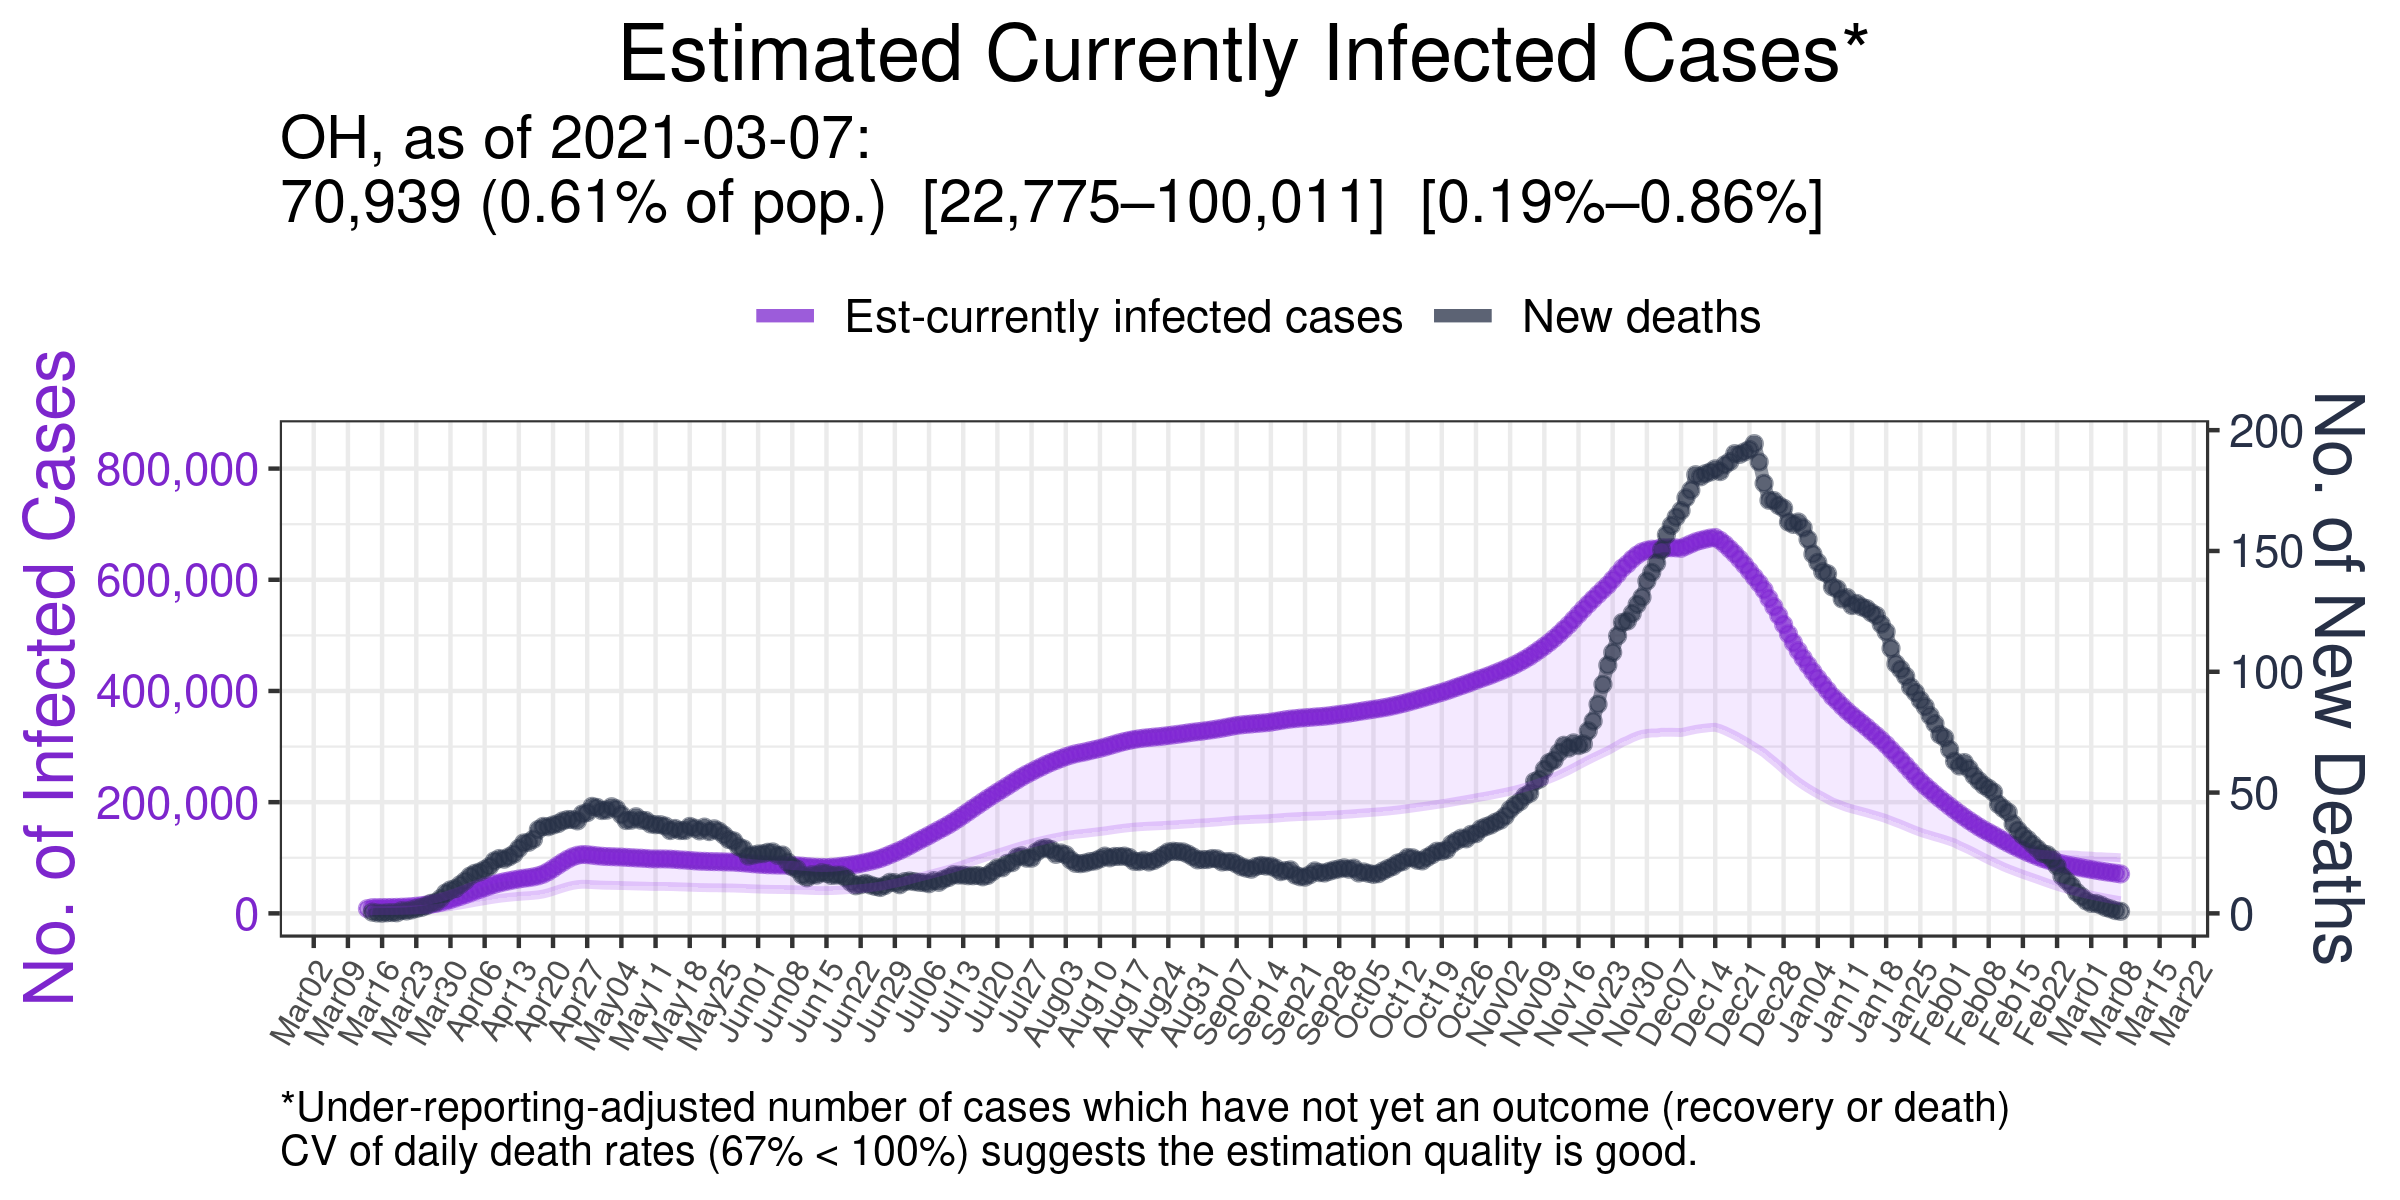 Estimated Currently Infected Cases*
OH, as of 2021-03-07:
70,939 (0.61% of pop.)  [22,775–100,011]  [0.19%–0.86%]
Est-currently infected cases
New deaths
No. of Infected Cases
800,000
600,000
400,000
200,000
0
200
150
100
50
0
No. of New Deaths
Mar02
Mar09
Mar16
Mar23
Mar30
Apr06
Apr13
Apr20
Apr27
May04
May11
May18
May25
Jun01
Jun08
Jun15
Jun22
Jun29
Jul06
Jul13
Jul20
Jul27
Aug03
Aug10
Aug17
Aug24
Aug31
Sep07
Sep14
Sep21
Sep28
Oct05
Oct12
Oct19
Oct26
Nov02
Nov09
Nov16
Nov23
Nov30
Dec07
Dec14
Dec21
Dec28
Jan04
Jan11
Jan18
Jan25
Feb01
Feb08
Feb15
Feb22
Mar01
Mar08
Mar15
Mar22
*Under-reporting-adjusted number of cases which have not yet an outcome (recovery or death)
CV of daily death rates (67% < 100%) suggests the estimation quality is good.